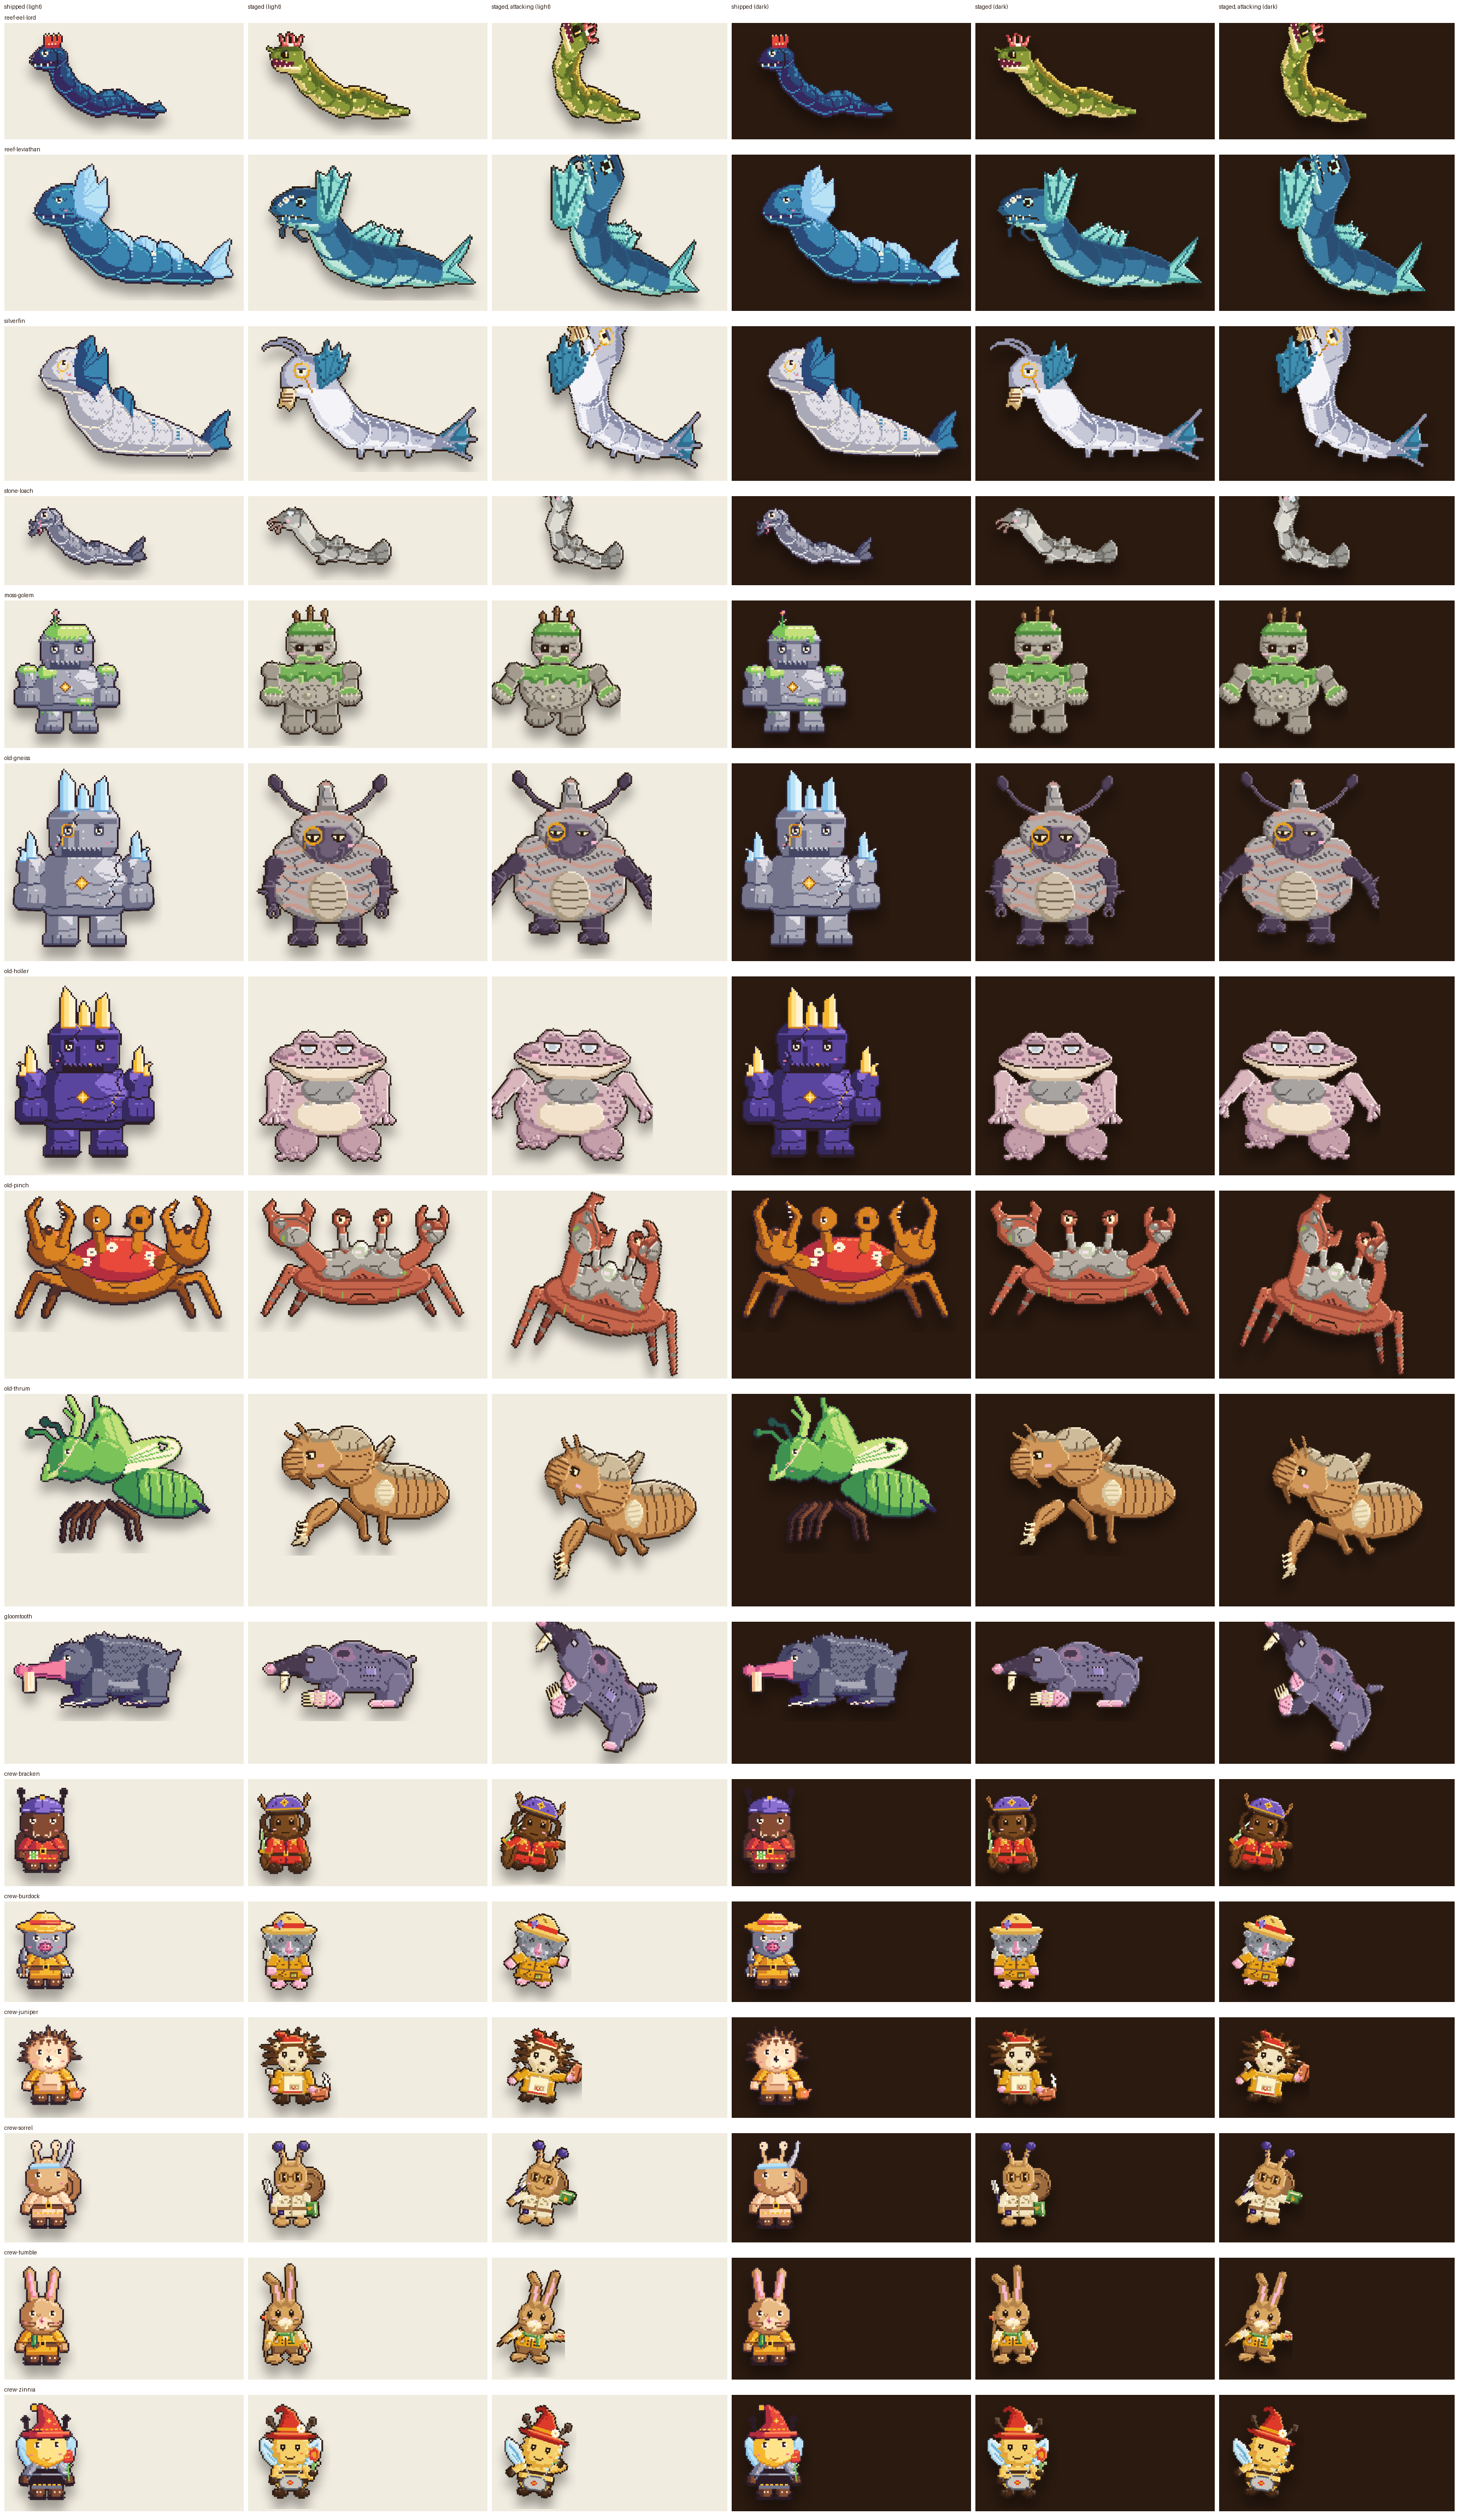 shipped (light) staged (light) staged, attacking (light) shipped (dark) staged (dark) staged, attacking (dark)
reef-eel-lord
reef-leviathan
silverfin
stone-loach
moss-golem
old-gneiss
old-holler
old-pinch
old-thrum
gloomtooth
crew-bracken
crew-burdock
crew-juniper
crew-sorrel
crew-tumble
crew-zinnia